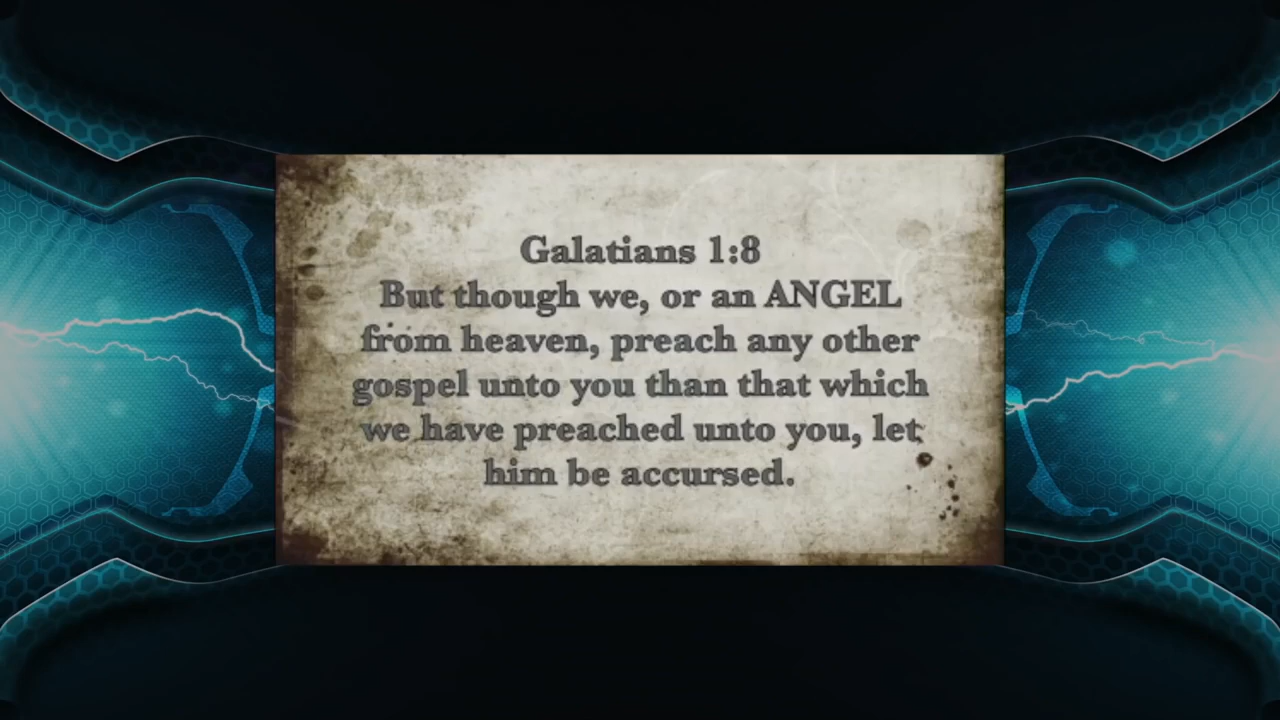 Galatians 1:8
But though we, or an ANGEL
from heaven, preach any other
gospel unto you than that which
we have preached unto you, let
him be accursed.